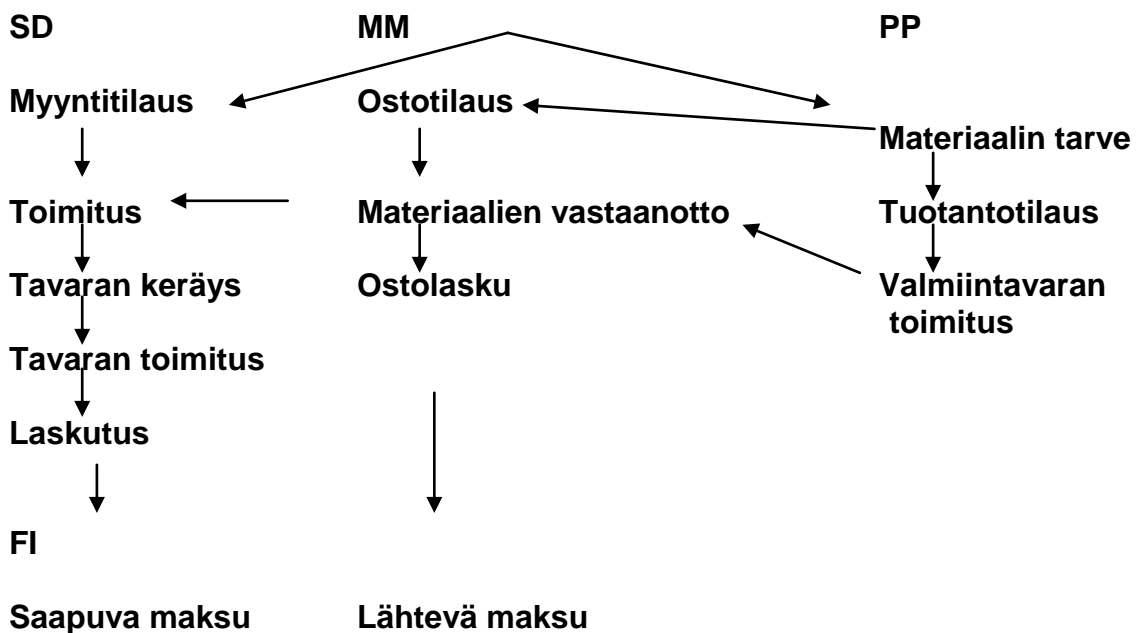 SD MM PP
Myyntitilaus Ostotilaus
Materiaalin tarve
Toimitus Materiaalien vastaanotto Tuotantotilaus
Tavaran keräys Ostolasku Valmiintavaran
toimitus
Tavaran toimitus
Laskutus
FI
Saapuva maksu Lähtevä maksu